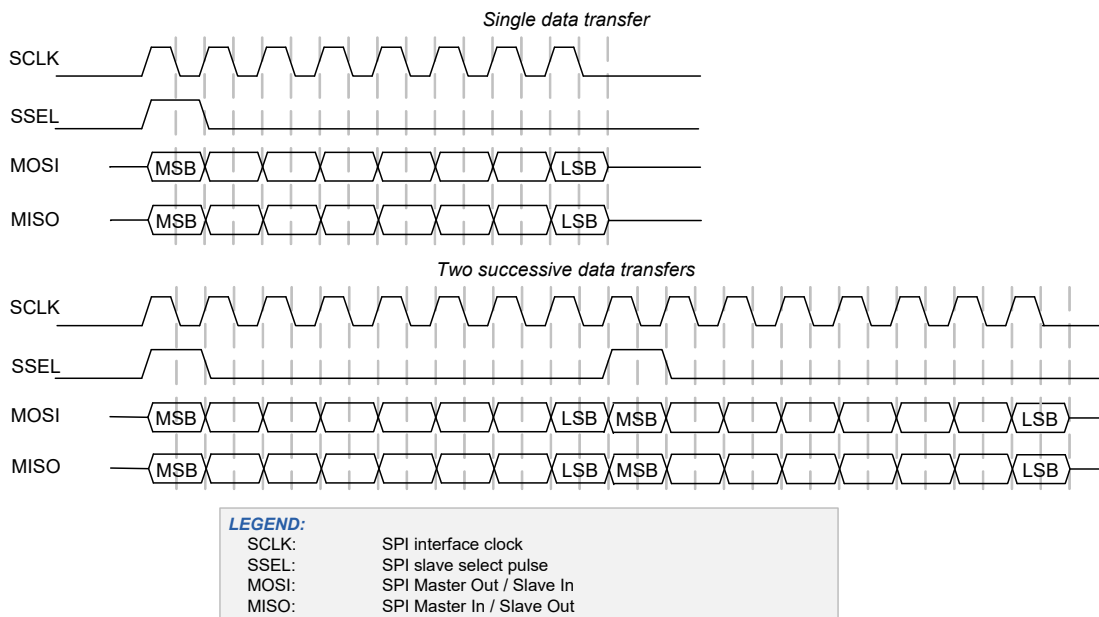 Single data transfer
SCLK
SSEL
MOSI MSB LSB
MISO MSB LSB
Two successive data transfers
SCLK
SSEL
MOSI MSB LSB MSB LSB
MISO MSB LSB MSB LSB
LEGEND:
SCLK: SPI interface clock
SSEL: SPI slave select pulse
MOSI: SPI Master Out / Slave In
MISO: SPI Master In / Slave Out